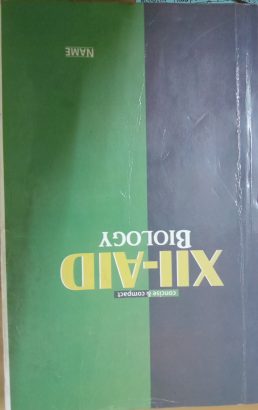 concise & compact
XII-AID
BIOLOGY
NAME